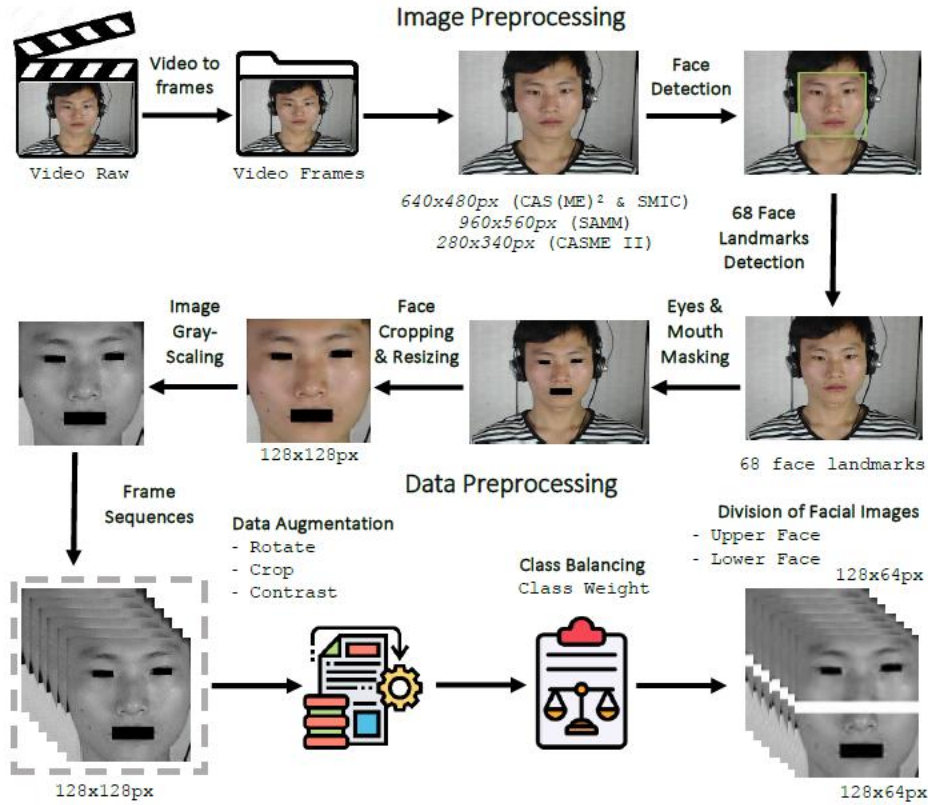 Image Preprocessing
Video to
frames
Face
Detection
Video Raw
Video Frames
640x480px (CAS(ME)² & SMIC)
960x560px (SAMM)
280x340px (CASME II)
68 Face
Landmarks
Detection
Image
Gray-
Scaling
Face
Cropping
& Resizing
Eyes &
Mouth
Masking
128x128px
68 face landmarks
Data Preprocessing
Frame
Sequences
Data Augmentation
- Rotate
- Crop
- Contrast
Class Balancing
Class Weight
Division of Facial Images
- Upper Face
- Lower Face
128x64px
128x128px
128x64px